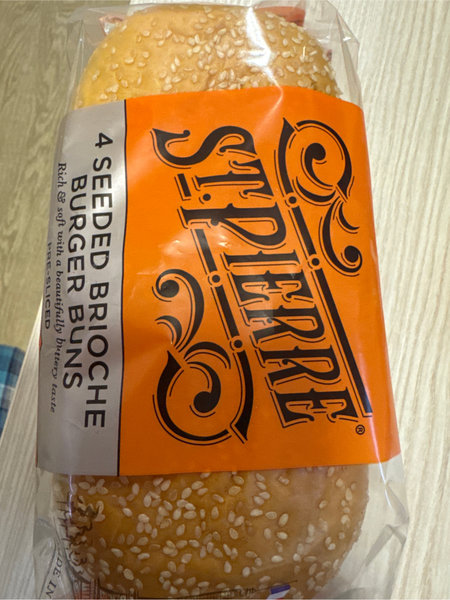 ST. PIERRE®
4 SEEDED BRIOCHE
BURGER BUNS
Rich & soft with a beautifully buttery taste
PRE-SLICED